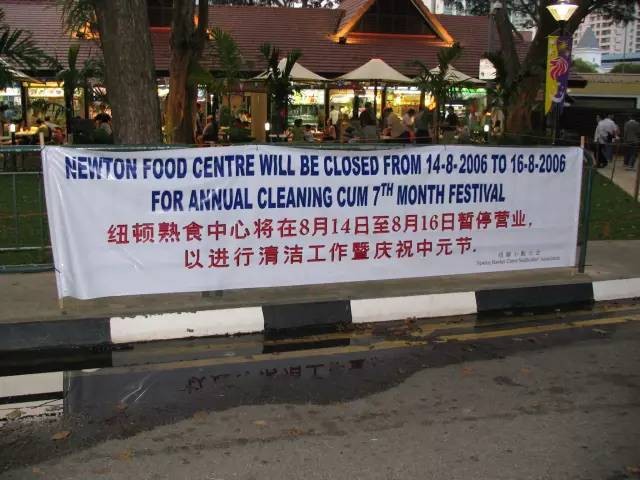 NEWTON FOOD CENTRE WILL BE CLOSED FROM 14-8-2006 TO 16-8-2006
FOR ANNUAL CLEANING CUM 7TH MONTH FESTIVAL
纽顿熟食中心将在8月14日至8月16日暂停营业,
以进行清洁工作暨庆祝中元节.